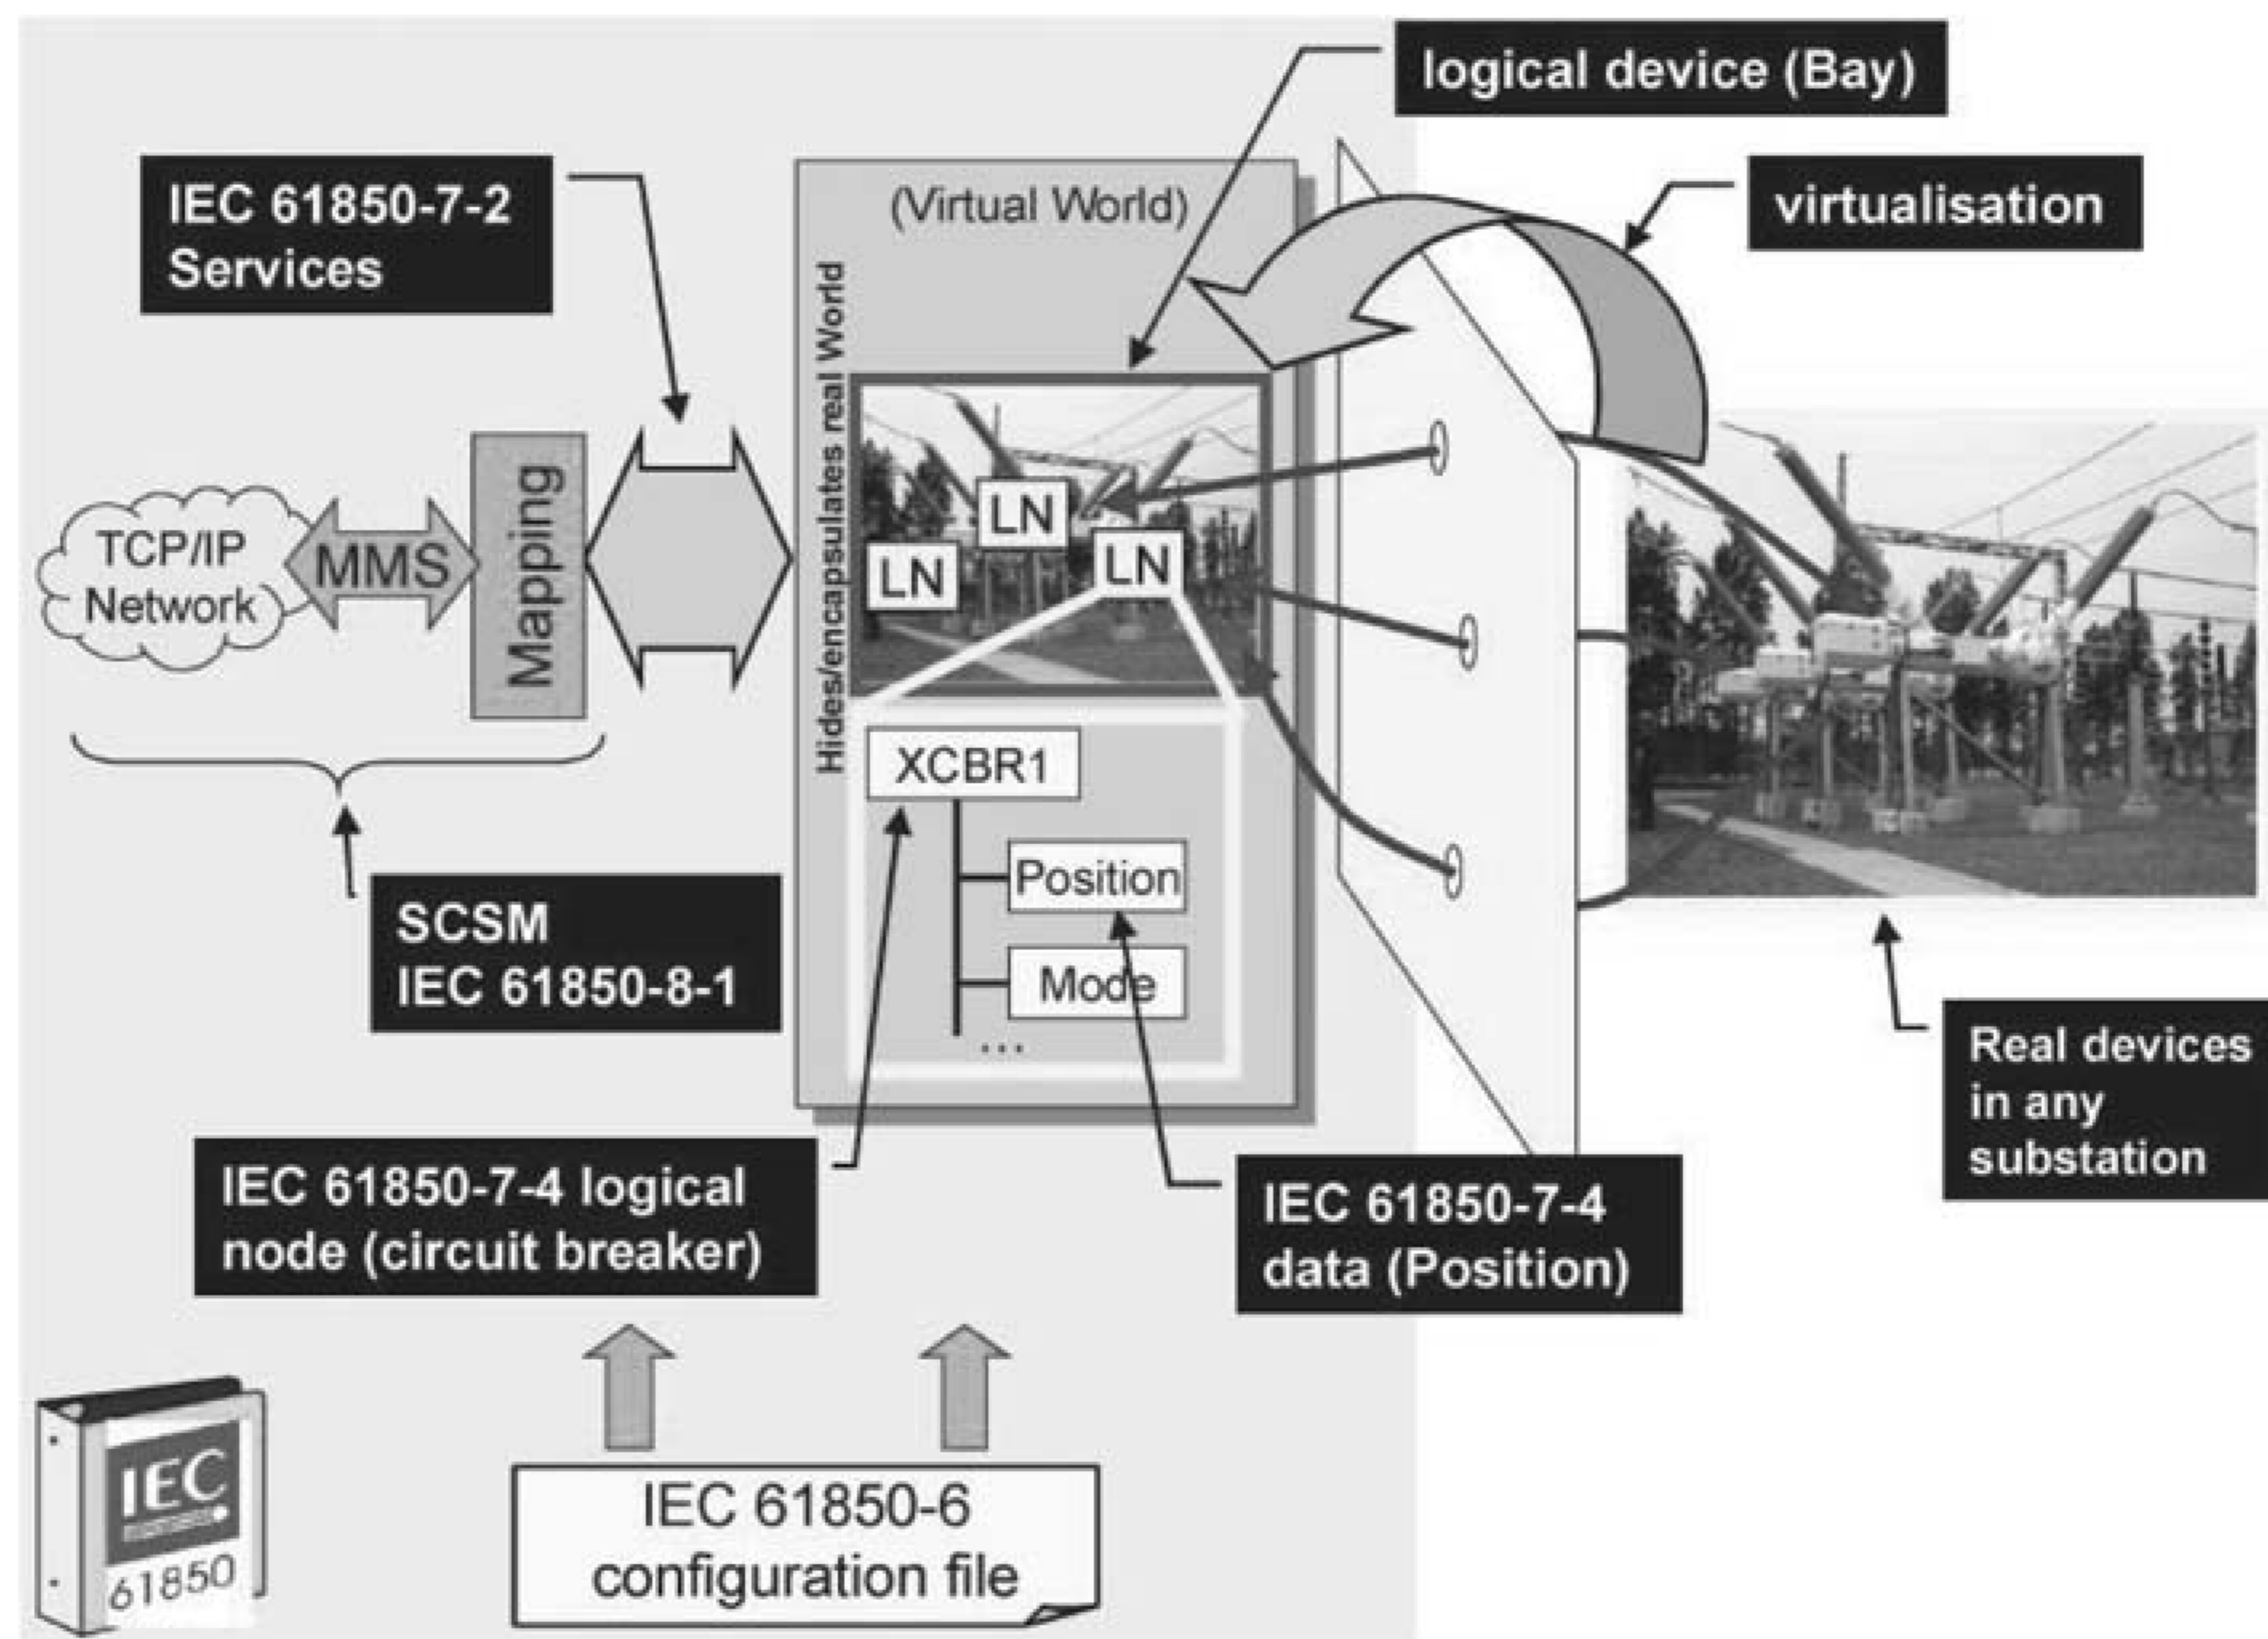 logical device (Bay)
virtualisation
IEC 61850-7-2
Services
(Virtual World)
Hides/encapsulates real World
TCP/IP
Network
MMS
Mapping
LN
LN
LN
XCBR1
Position
Mode
...
SCSM
IEC 61850-8-1
Real devices
in any
substation
IEC 61850-7-4 logical
node (circuit breaker)
IEC 61850-7-4
data (Position)
IEC
61850
IEC 61850-6
configuration file